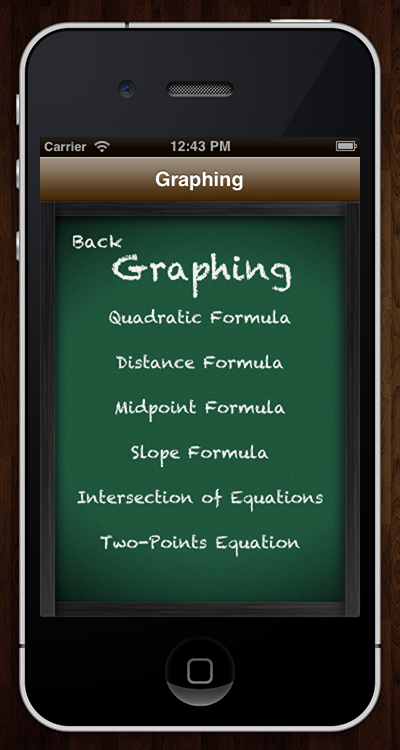 Carrier 12:43 PM
Graphing
Back
Graphing
Quadratic Formula
Distance Formula
Midpoint Formula
Slope Formula
Intersection of Equations
Two-Points Equation